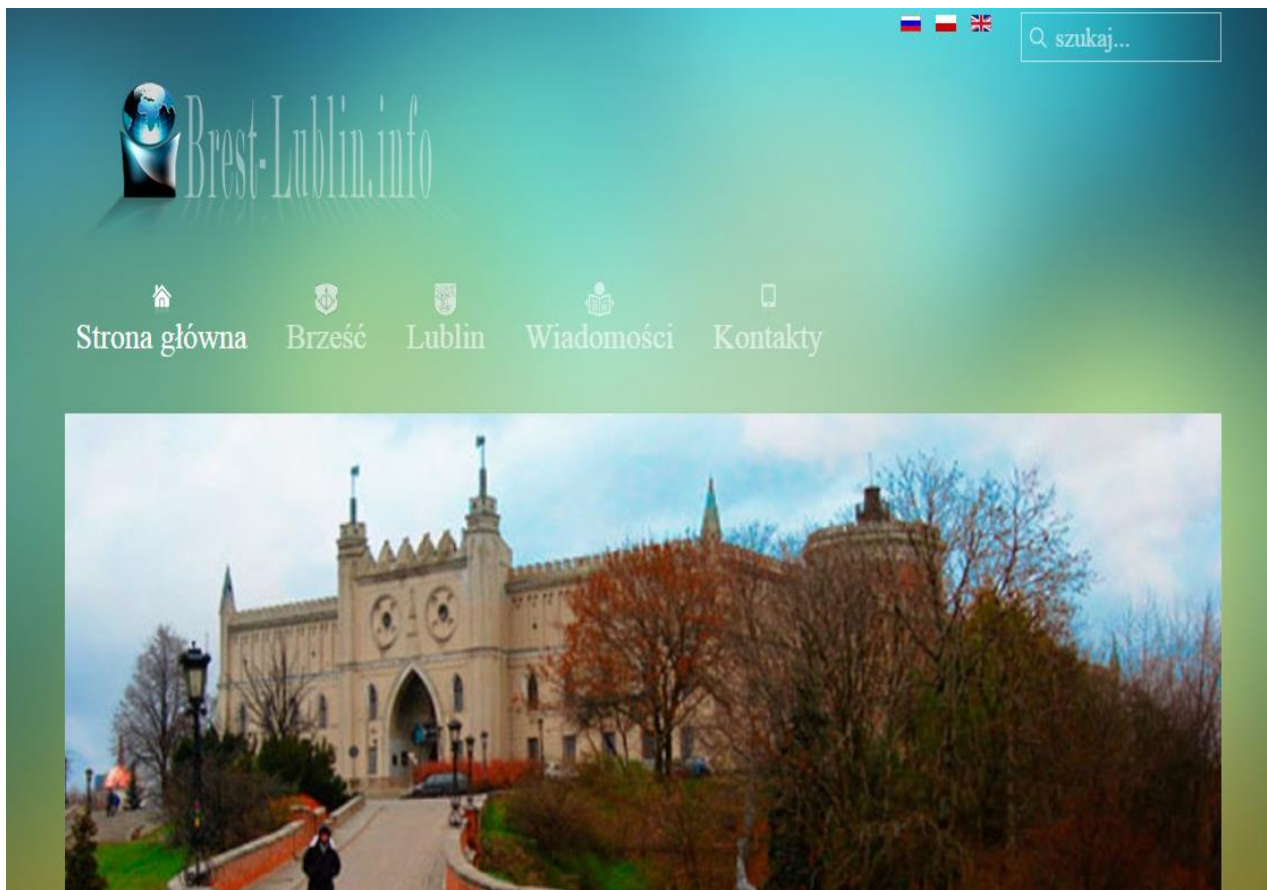 szukaj...
Brest-Lublin.info
Strona główna
Brześć
Lublin
Wiadomości
Kontakty